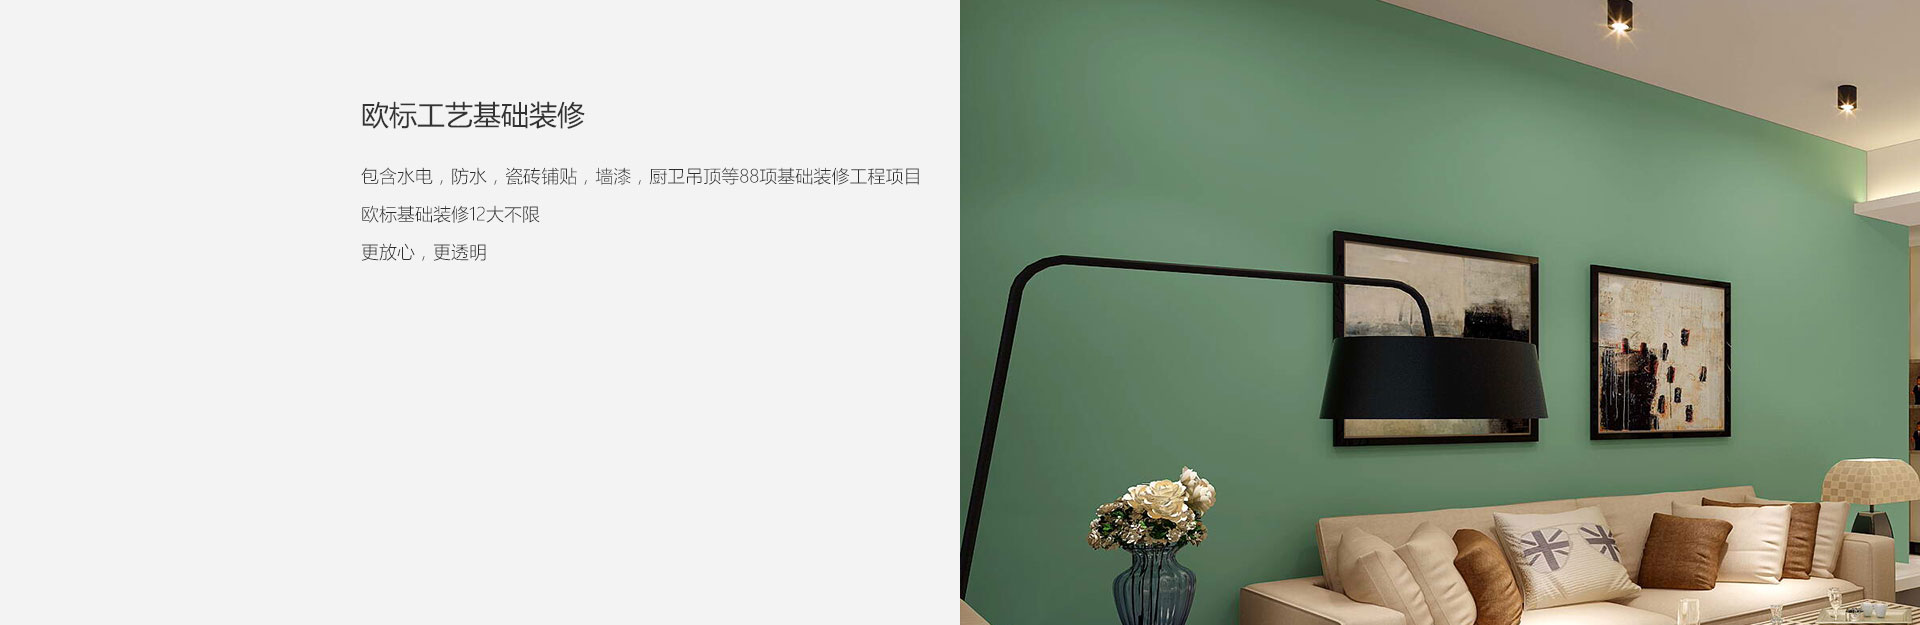 欧标工艺基础装修
包含水电，防水，瓷砖铺贴，墙漆，厨卫吊顶等88项基础装修工程项目
欧标基础装修12大不限
更放心，更透明